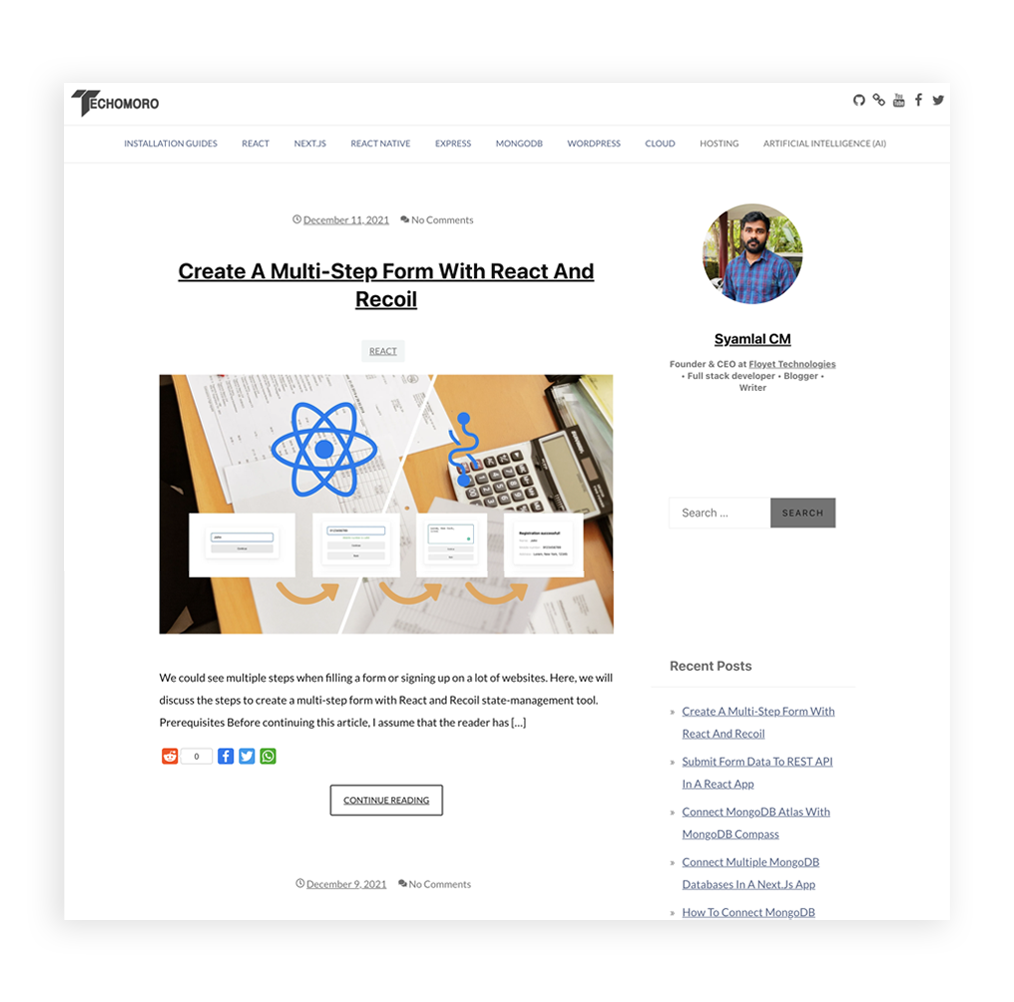 TECHOMORO
You Tube
INSTALLATION GUIDES REACT NEXT.JS REACT NATIVE EXPRESS MONGODB WORDPRESS CLOUD HOSTING ARTIFICIAL INTELLIGENCE (AI)
December 11, 2021 No Comments
Create A Multi-Step Form With React And
Recoil
REACT
Registration successful!
We could see multiple steps when filling a form or signing up on a lot of websites. Here, we will
discuss the steps to create a multi-step form with React and Recoil state-management tool.
Prerequisites Before continuing this article, I assume that the reader has [...]
0
CONTINUE READING
December 9, 2021 No Comments
Syamlal CM
Founder & CEO at Floyet Technologies
• Full stack developer • Blogger •
Writer
Search ... SEARCH
Recent Posts
» Create A Multi-Step Form With
React And Recoil
» Submit Form Data To REST API
In A React App
» Connect MongoDB Atlas With
MongoDB Compass
» Connect Multiple MongoDB
Databases In A Next.Js App
» How To Connect MongoDB